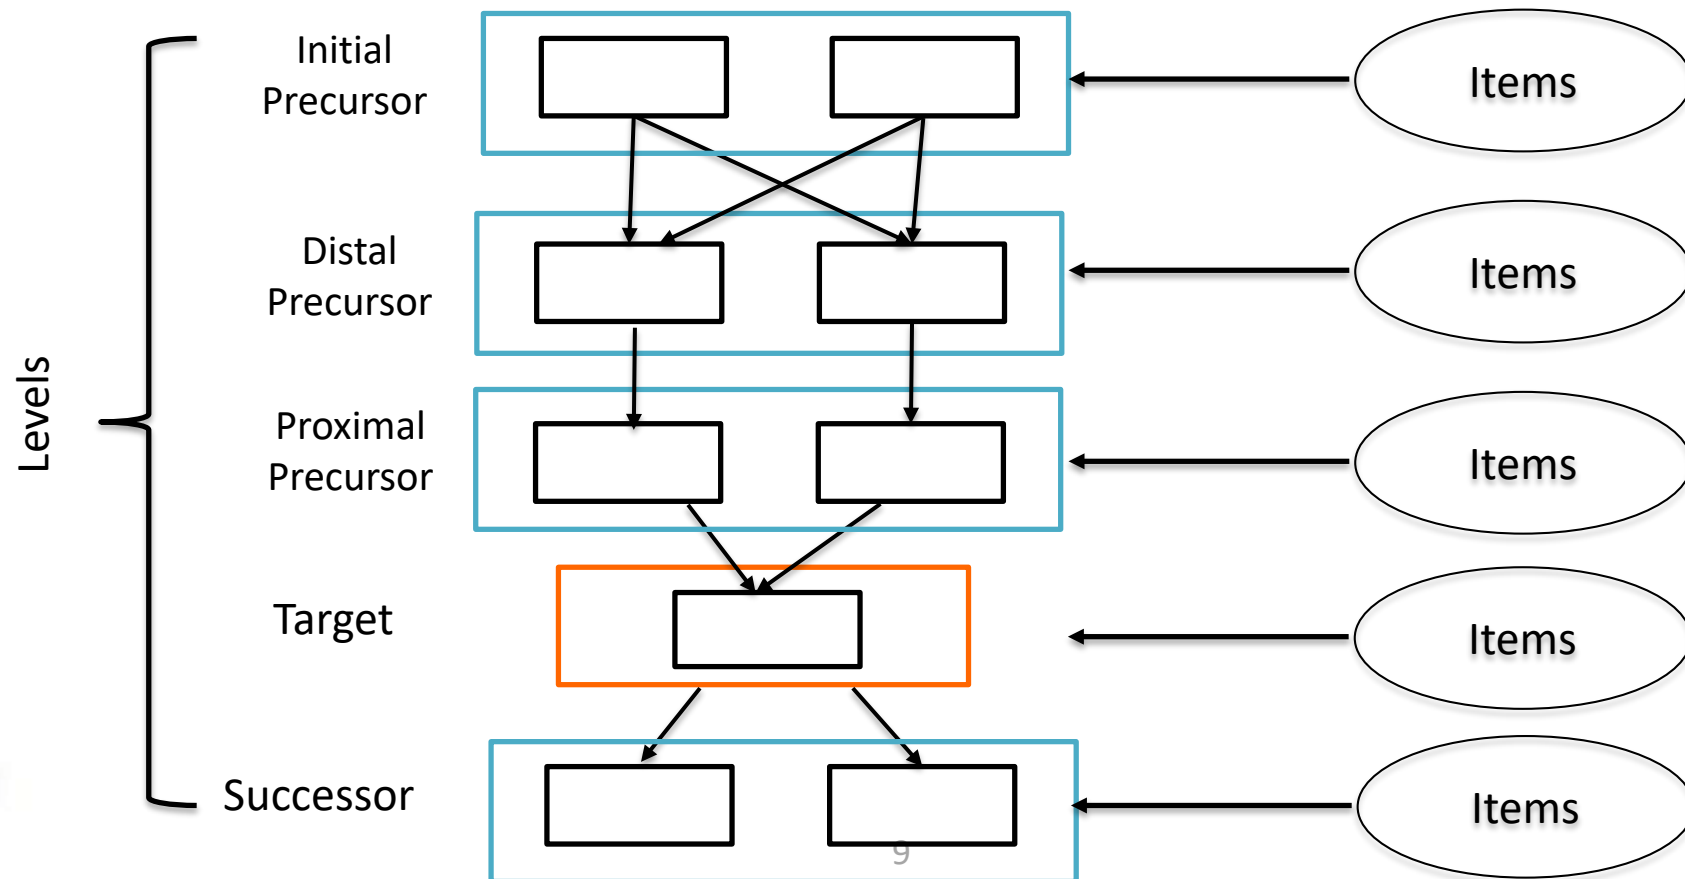 Levels
Initial
Precursor
Items
Distal
Precursor
Items
Proximal
Precursor
Items
Target
Items
Successor
Items
9